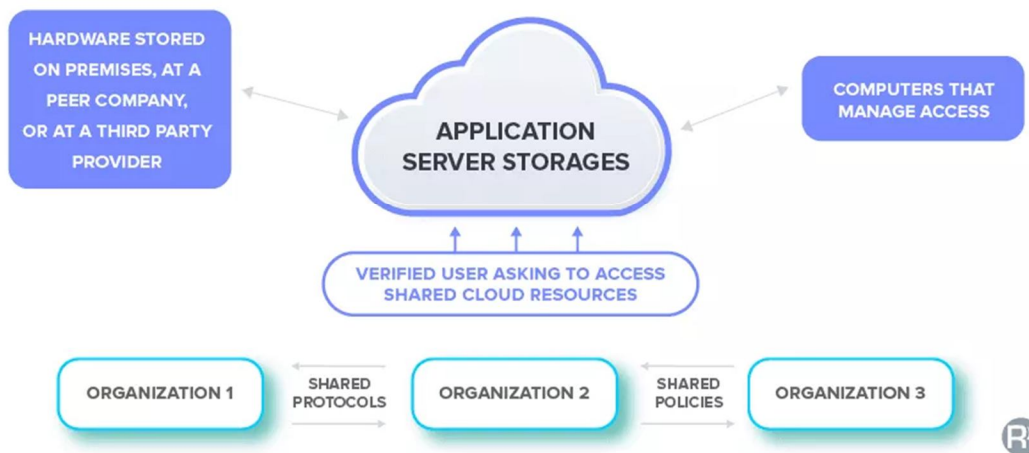 HARDWARE STORED
ON PREMISES, AT A
PEER COMPANY,
OR AT A THIRD PARTY
PROVIDER
APPLICATION
SERVER STORAGES
COMPUTERS THAT
MANAGE ACCESS
VERIFIED USER ASKING TO ACCESS
SHARED CLOUD RESOURCES
ORGANIZATION 1
SHARED
PROTOCOLS
ORGANIZATION 2
SHARED
POLICIES
ORGANIZATION 3
R